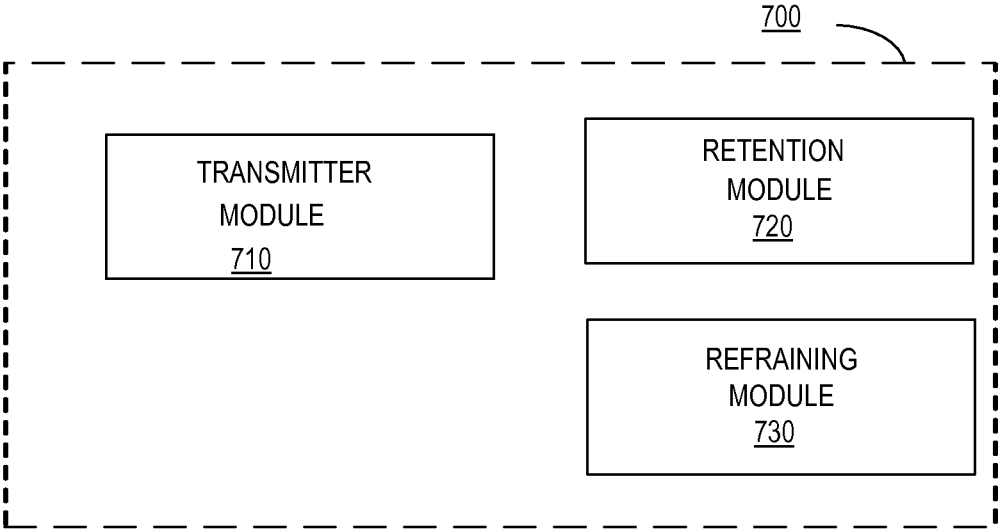 700
TRANSMITTER
MODULE
710
RETENTION
MODULE
720
REFRAINING
MODULE
730